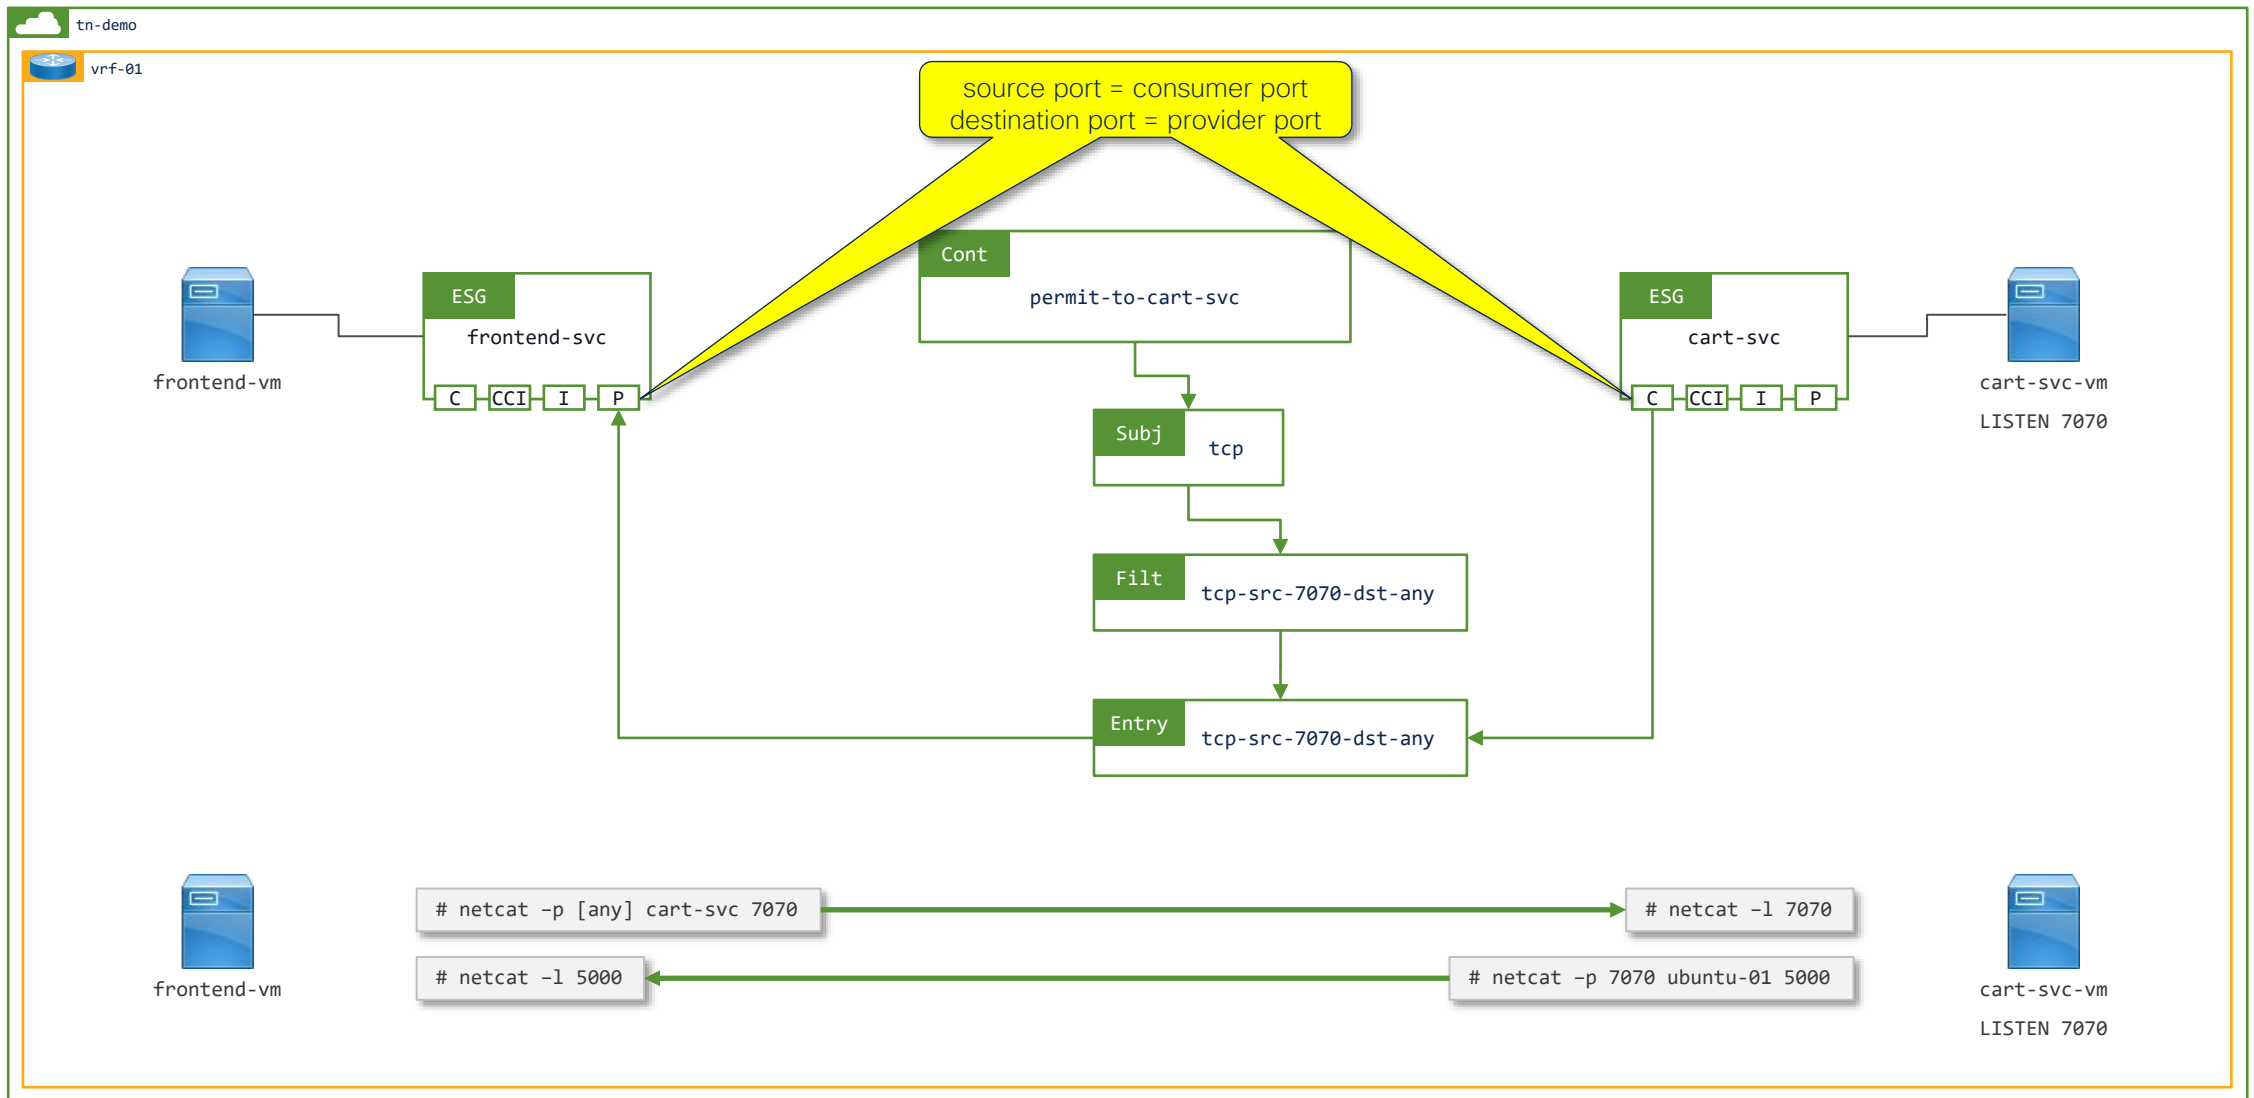 tn-demo
vrf-01
source port = consumer port
destination port = provider port
Cont
permit-to-cart-svc
ESG
frontend-svc
C CCI I P
frontend-vm
ESG
cart-svc
C CCI I P
cart-svc-vm
LISTEN 7070
Subj
tcp
Filt
tcp-src-7070-dst-any
Entry
tcp-src-7070-dst-any
# netcat –p [any] cart-svc 7070
# netcat –l 7070
# netcat –l 5000
# netcat –p 7070 ubuntu-01 5000
frontend-vm
cart-svc-vm
LISTEN 7070